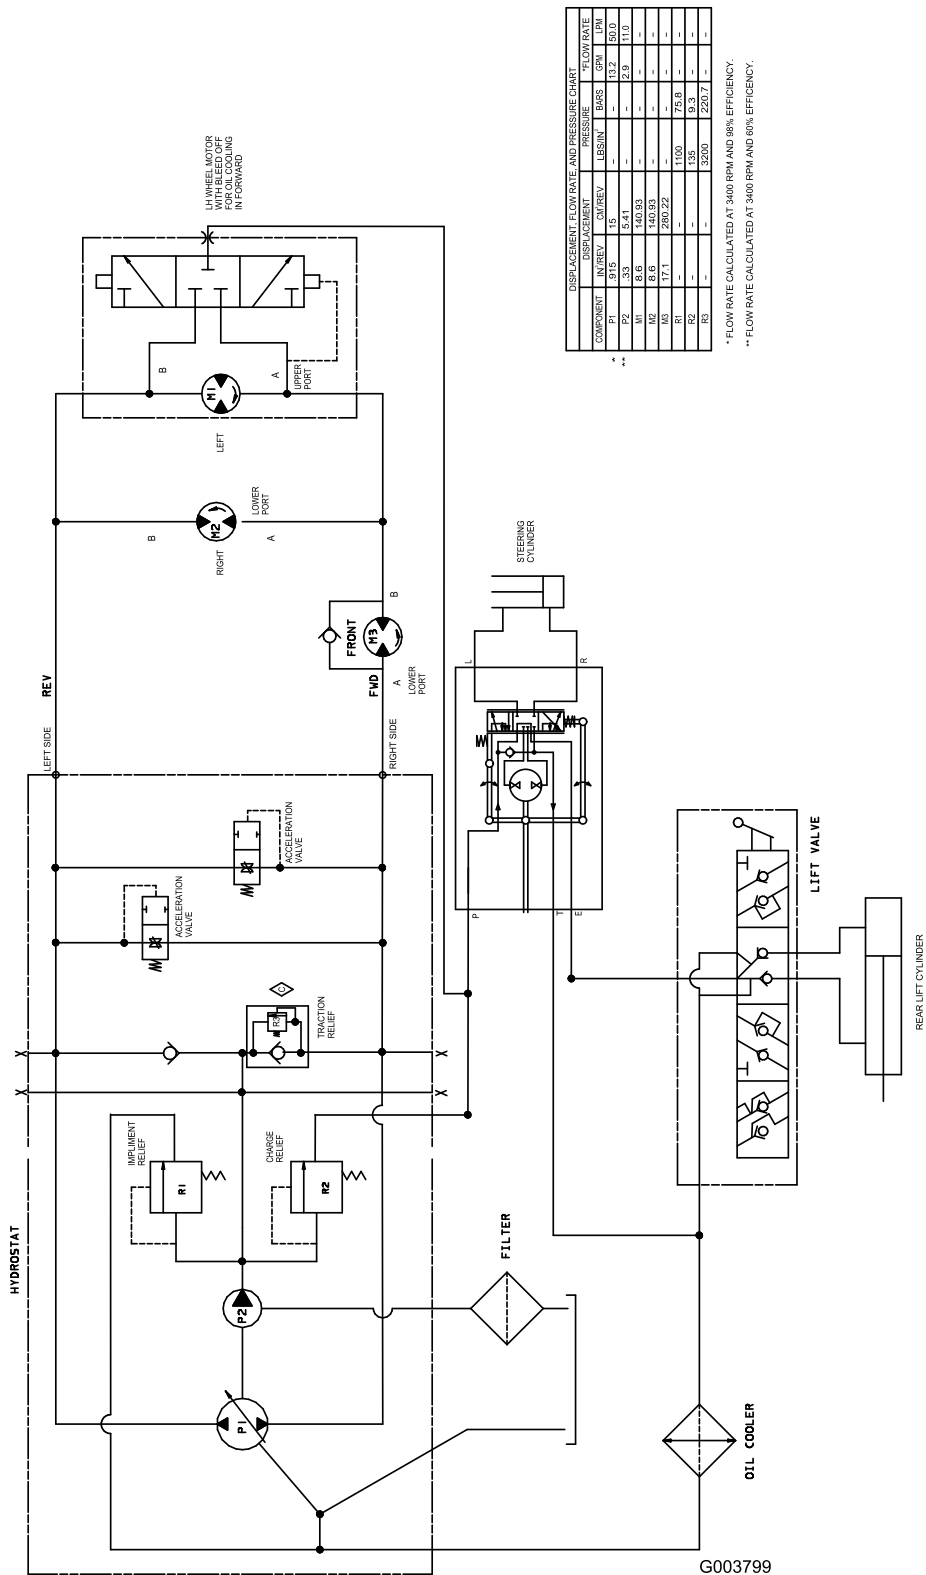 DISPLACEMENT, FLOW RATE, AND PRESSURE CHART
DISPLACEMENT PRESSURE *FLOW RATE
COMPONENT IN³/REV CM³/REV LBS/IN² BARS GPM LPM
* P1 .915 15 – – 13.2 50.0
** P2 .33 5.41 – – 2.9 11.0
M1 8.6 140.93 – – – –
M2 8.6 140.93 – – – –
M3 17.1 280.22 – – – –
R1 – – 1100 75.8 – –
R2 – – 135 9.3 – –
R3 – – 3200 220.7 – –
* FLOW RATE CALCULATED AT 3400 RPM AND 98% EFFICIENCY.
** FLOW RATE CALCULATED AT 3400 RPM AND 60% EFFICIENCY.
LH WHEEL MOTOR
WITH BLEED OFF
FOR OIL COOLING
IN FORWARD
B
A
UPPER
PORT
M1
LEFT
LOWER
PORT
B
M2
A
RIGHT
STEERING
CYLINDER
B
FRONT
M3
REV
FWD
A
LOWER
PORT
L
R
LEFT SIDE
RIGHT SIDE
ACCELERATION
VALVE
ACCELERATION
VALVE
LIFT VALVE
P
T
E
C
R3
TRACTION
RELIEF
REAR LIFT CYLINDER
IMPLIMENT
RELIEF
CHARGE
RELIEF
R1
R2
HYDROSTAT
FILTER
P2
P1
OIL COOLER
G003799